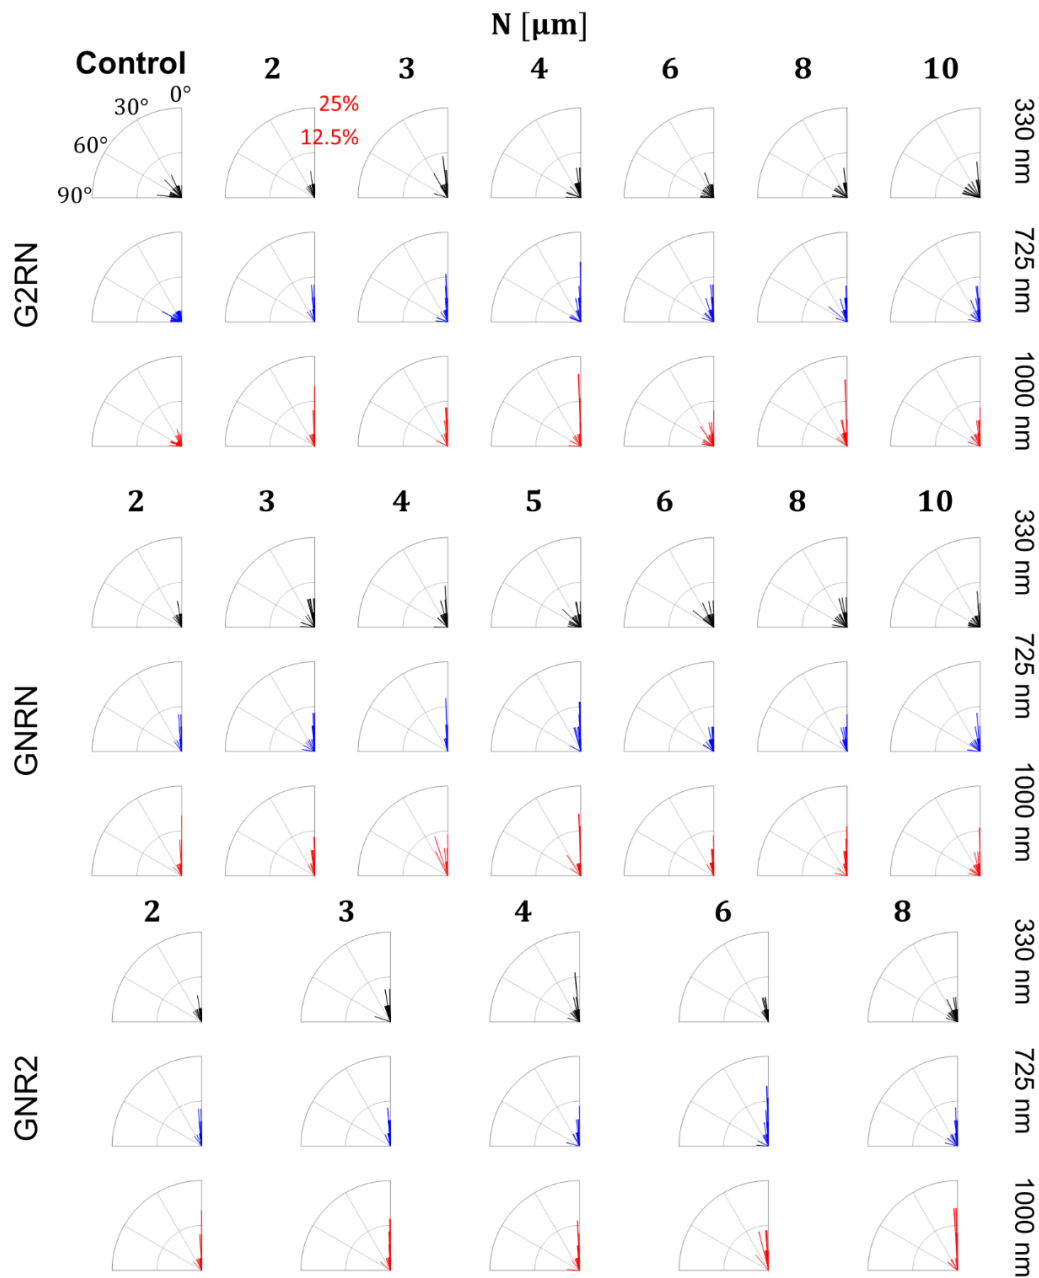 N [μm]
Control 2 3 4 6 8 10
0°
30°
60°
90°
25%
12.5%
330 nm
725 nm
1000 nm
G2RN
2 3 4 5 6 8 10
330 nm
725 nm
1000 nm
GNRN
2 3 4 6 8
330 nm
725 nm
1000 nm
GNR2